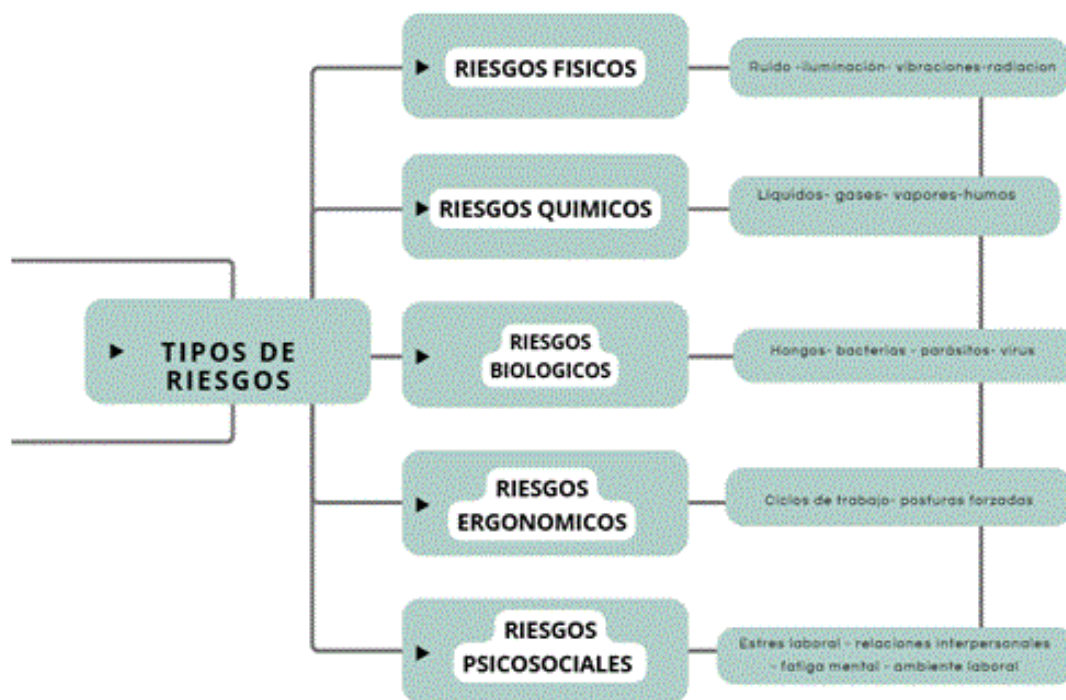 RIESGOS FISICOS
Ruido -iluminación- vibraciones-radiacion
RIESGOS QUIMICOS
Liquidos- gases- vapores-humos
TIPOS DE
RIESGOS
RIESGOS
BIOLOGICOS
Hongos- bacterias - parásitos- virus
RIESGOS
ERGONOMICOS
Ciclos de trabajo- posturas forzadas
RIESGOS
PSICOSOCIALES
Estres laboral - relaciones interpersonales
- fatiga mental - ambiente laboral